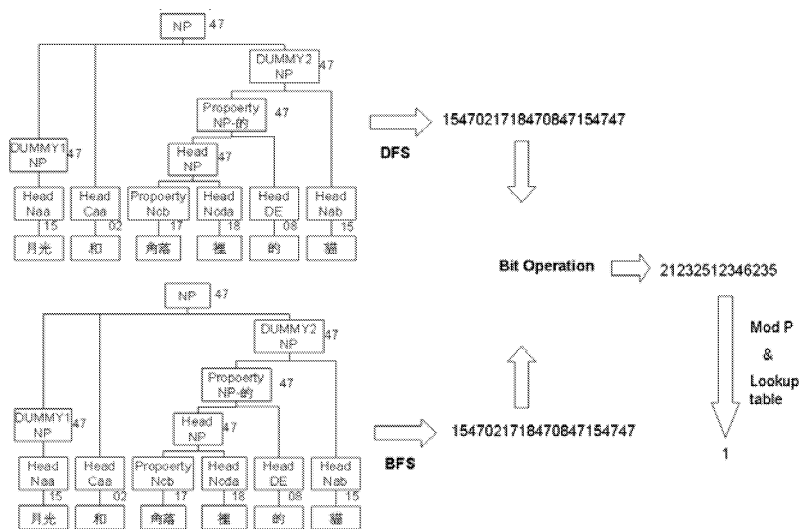 NP 47
DUMMY2
NP 47
Propoerty
NP-的 47
DUMMY1
NP 47
Head
NP 47
Head
Naa
Head
Caa
Propoerty
Ncb
Head
Ncda
Head
DE
Head
Nab
15 02 17 18 08 15
月光 和 角落 裡 的 貓
DFS
1547021718470847154747
NP 47
DUMMY2
NP 47
Propoerty
NP-的 47
DUMMY1
NP 47
Head
NP 47
Head
Naa
Head
Caa
Propoerty
Ncb
Head
Ncda
Head
DE
Head
Nab
15 02 17 18 08 15
月光 和 角落 裡 的 貓
BFS
1547021718470847154747
Bit Operation
21232512346235
Mod P
&
Lookup
table
1